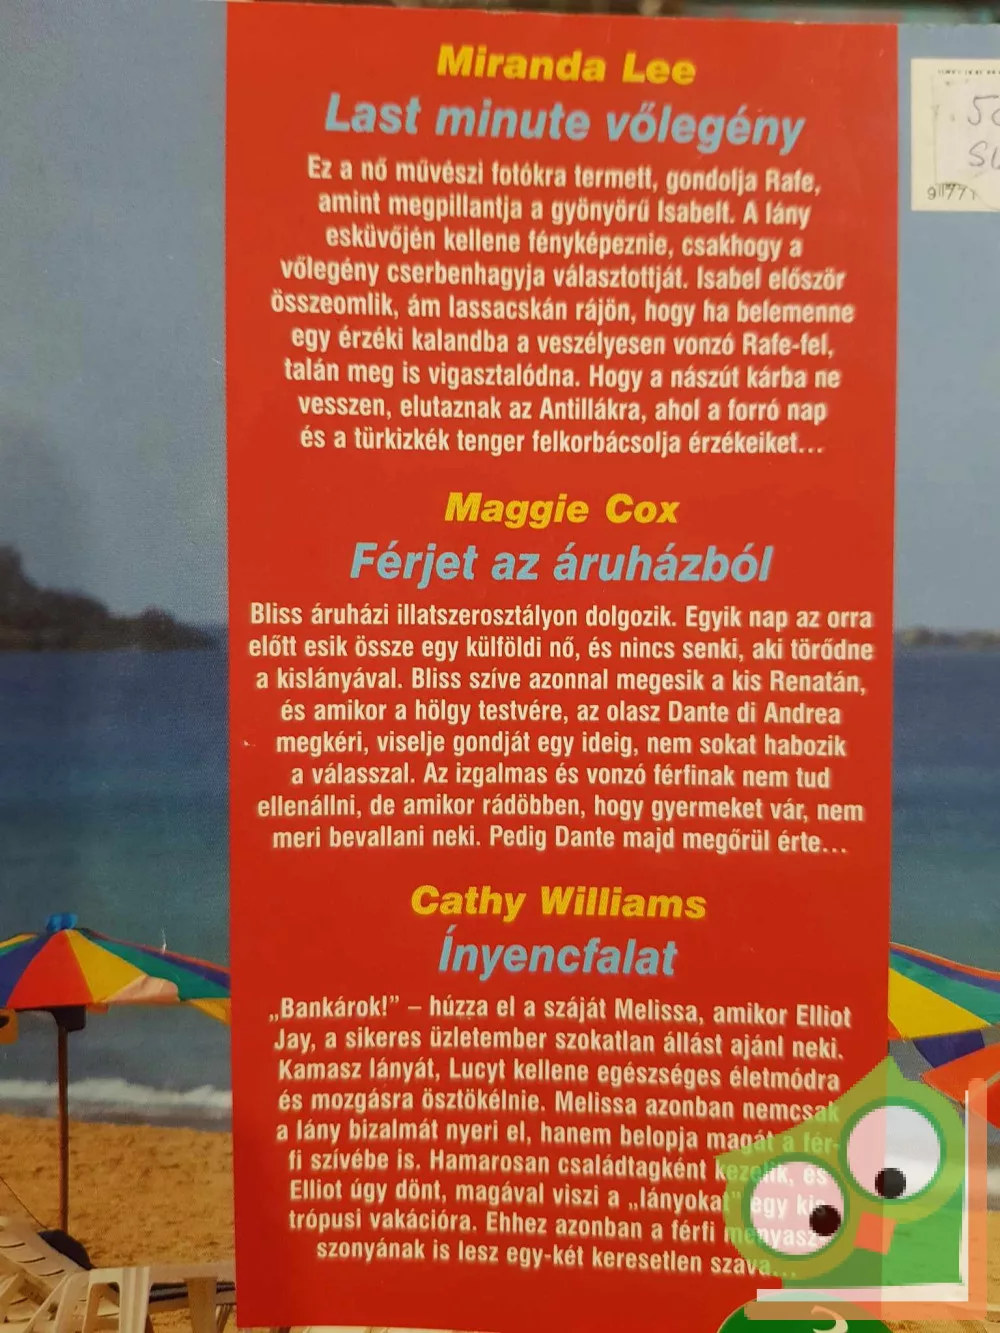 Miranda Lee
Last minute vőlegény
Ez a nő művészi fotókra termett, gondolja Rafe,
amint megpillantja a gyönyörű Isabelt. A lány
esküvőjén kellene fényképeznie, csakhogy a
vőlegény cserbenhagyja választottját. Isabel először
összeomlik, ám lassacskán rájön, hogy ha belemenne
egy érzéki kalandba a veszélyesen vonzó Rafe-fel,
talán meg is vigasztalódna. Hogy a nászút kárba ne
vesszen, elutaznak az Antillákra, ahol a forró nap
és a türkizkék tenger felkorbácsolja érzékeiket...
Maggie Cox
Férjet az áruházból
Bliss áruházi illatszerosztályon dolgozik. Egyik nap az orra
előtt esik össze egy külföldi nő, és nincs senki, aki törődne
a kislányával. Bliss szíve azonnal megesik a kis Renatán,
és amikor a hölgy testvére, az olasz Dante di Andrea
megkéri, viselje gondját egy ideig, nem sokat habozik
a válasszal. Az izgalmas és vonzó férfinak nem tud
ellenállni, de amikor rádöbben, hogy gyermeket vár, nem
meri bevallani neki. Pedig Dante majd megőrül érte...
Cathy Williams
Ínyencfalat
„Bankárok!” – húzza el a száját Melissa, amikor Elliot
Jay, a sikeres üzletember szokatlan állást ajánl neki.
Kamasz lányát, Lucyt kellene egészséges életmódra
és mozgásra ösztökélnie. Melissa azonban nemcsak
a lány bizalmát nyeri el, hanem belopja magát a fér-
fi szívébe is. Hamarosan családtagként kezelik, és
Elliot úgy dönt, magával viszi a „lányokat” egy kis
trópusi vakációra. Ehhez azonban a férfi menyasz-
szonyának is lesz egy-két keresetlen szava...